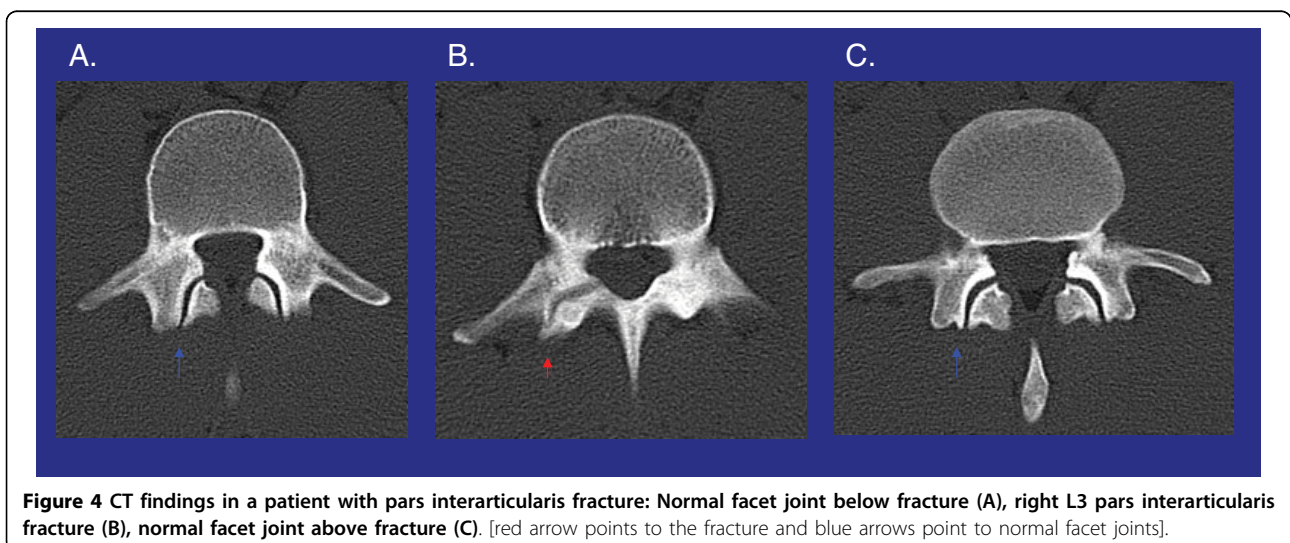 A. B. C.
Figure 4 CT findings in a patient with pars interarticularis fracture: Normal facet joint below fracture (A), right L3 pars interarticularis
fracture (B), normal facet joint above fracture (C). [red arrow points to the fracture and blue arrows point to normal facet joints].